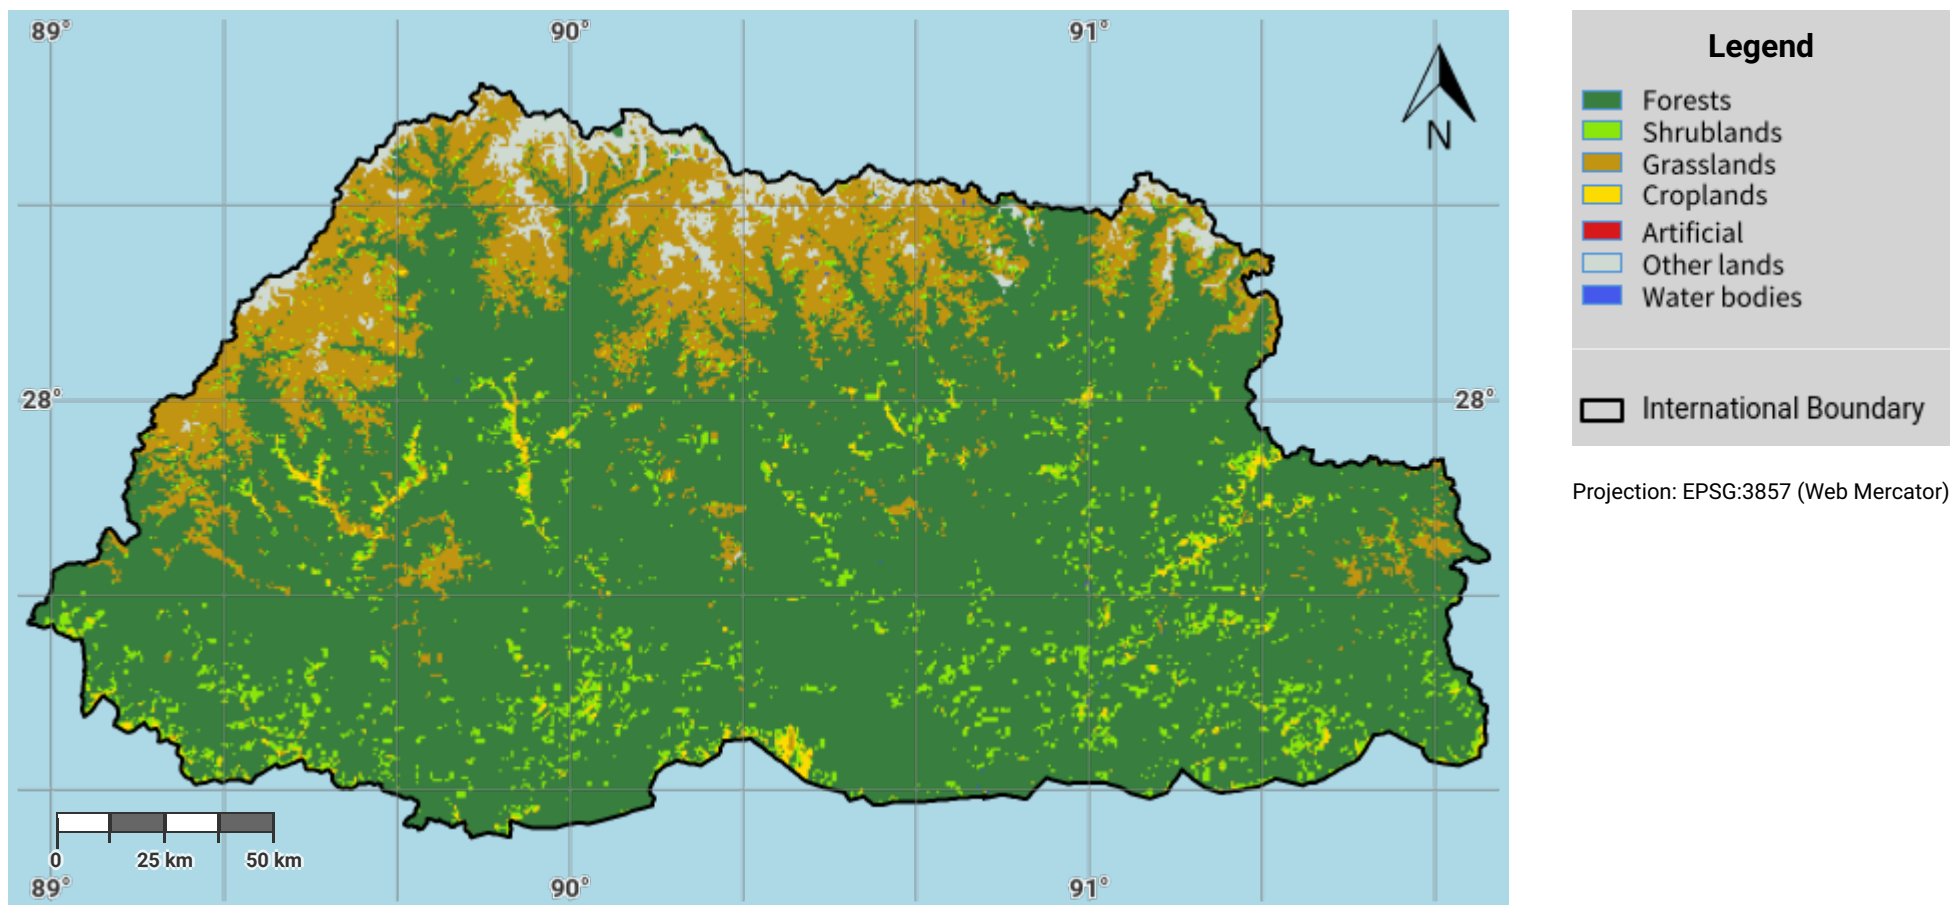 89° 90° 91°
N
28° 28°
0 25 km 50 km
89° 90° 91°
Legend
Forests
Shrublands
Grasslands
Croplands
Artificial
Other lands
Water bodies
International Boundary
Projection: EPSG:3857 (Web Mercator)